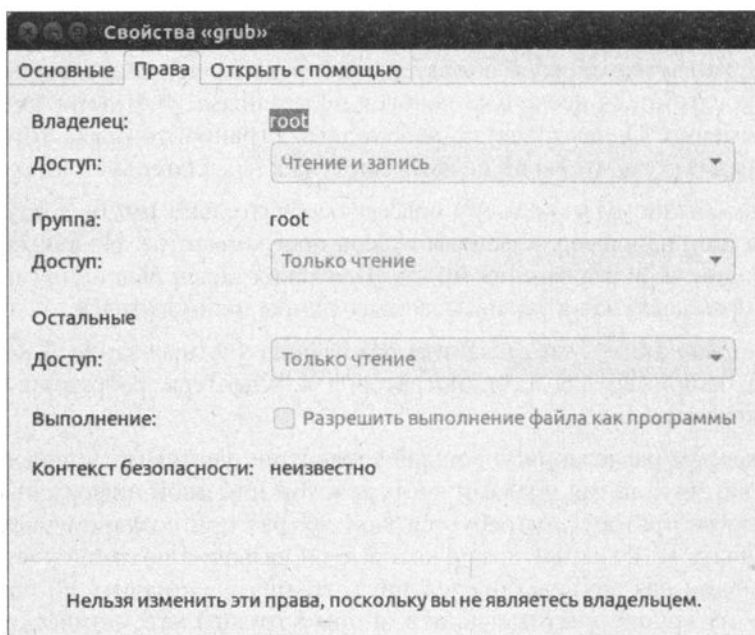 Свойства «grub»
Основные Права Открыть с помощью
Владелец: root
Доступ: Чтение и запись
Группа: root
Доступ: Только чтение
Остальные
Доступ: Только чтение
Выполнение: Разрешить выполнение файла как программы
Контекст безопасности: неизвестно
Нельзя изменить эти права, поскольку вы не являетесь владельцем.